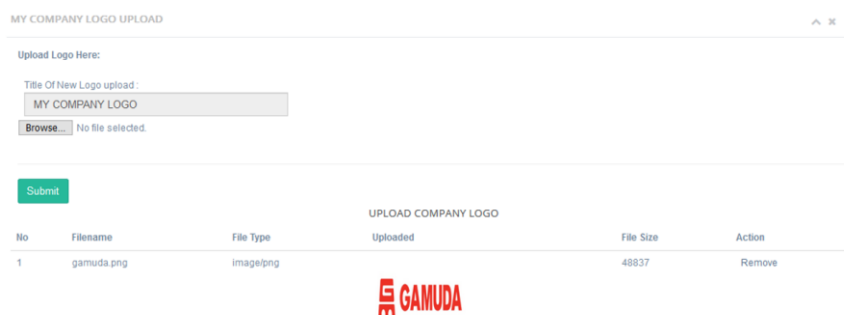 MY COMPANY LOGO UPLOAD
Upload Logo Here:
Title Of New Logo upload :
MY COMPANY LOGO
Browse... No file selected.
Submit
UPLOAD COMPANY LOGO
No Filename File Type Uploaded File Size Action
1 gamuda.png image/png 48837 Remove
GAMUDA